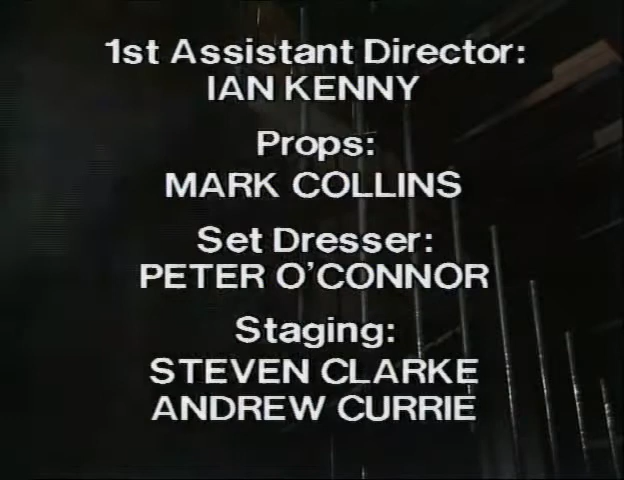 1st Assistant Director:
IAN KENNY
Props:
MARK COLLINS
Set Dresser:
PETER O'CONNOR
Staging:
STEVEN CLARKE
ANDREW CURRIE